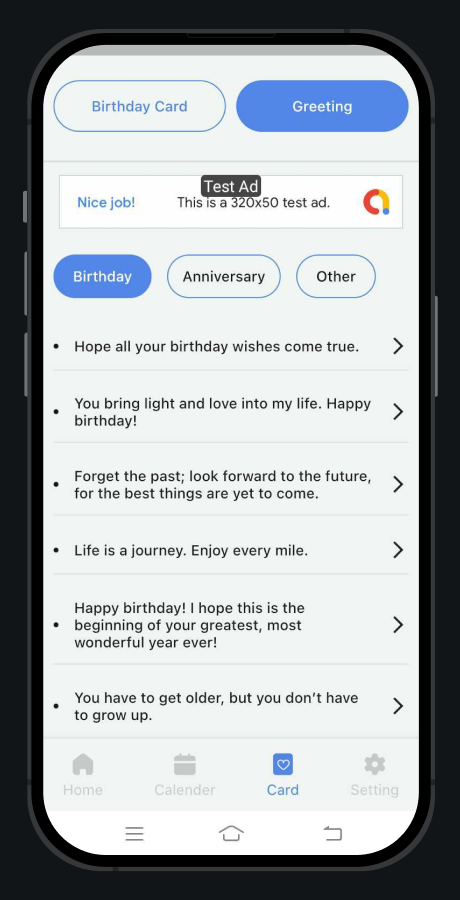 Birthday Card
Greeting
Test Ad
Nice job!
This is a 320x50 test ad.
Birthday
Anniversary
Other
• Hope all your birthday wishes come true.
• You bring light and love into my life. Happy
birthday!
• Forget the past; look forward to the future,
for the best things are yet to come.
• Life is a journey. Enjoy every mile.
• Happy birthday! I hope this is the
beginning of your greatest, most
wonderful year ever!
• You have to get older, but you don’t have
to grow up.
Home
Calender
Card
Setting